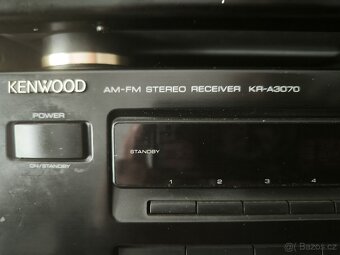 KENWOOD AM-FM STEREO RECEIVER KR-A3070
POWER
ON/STANDBY
STANDBY
1 2 3 4
bazos.cz